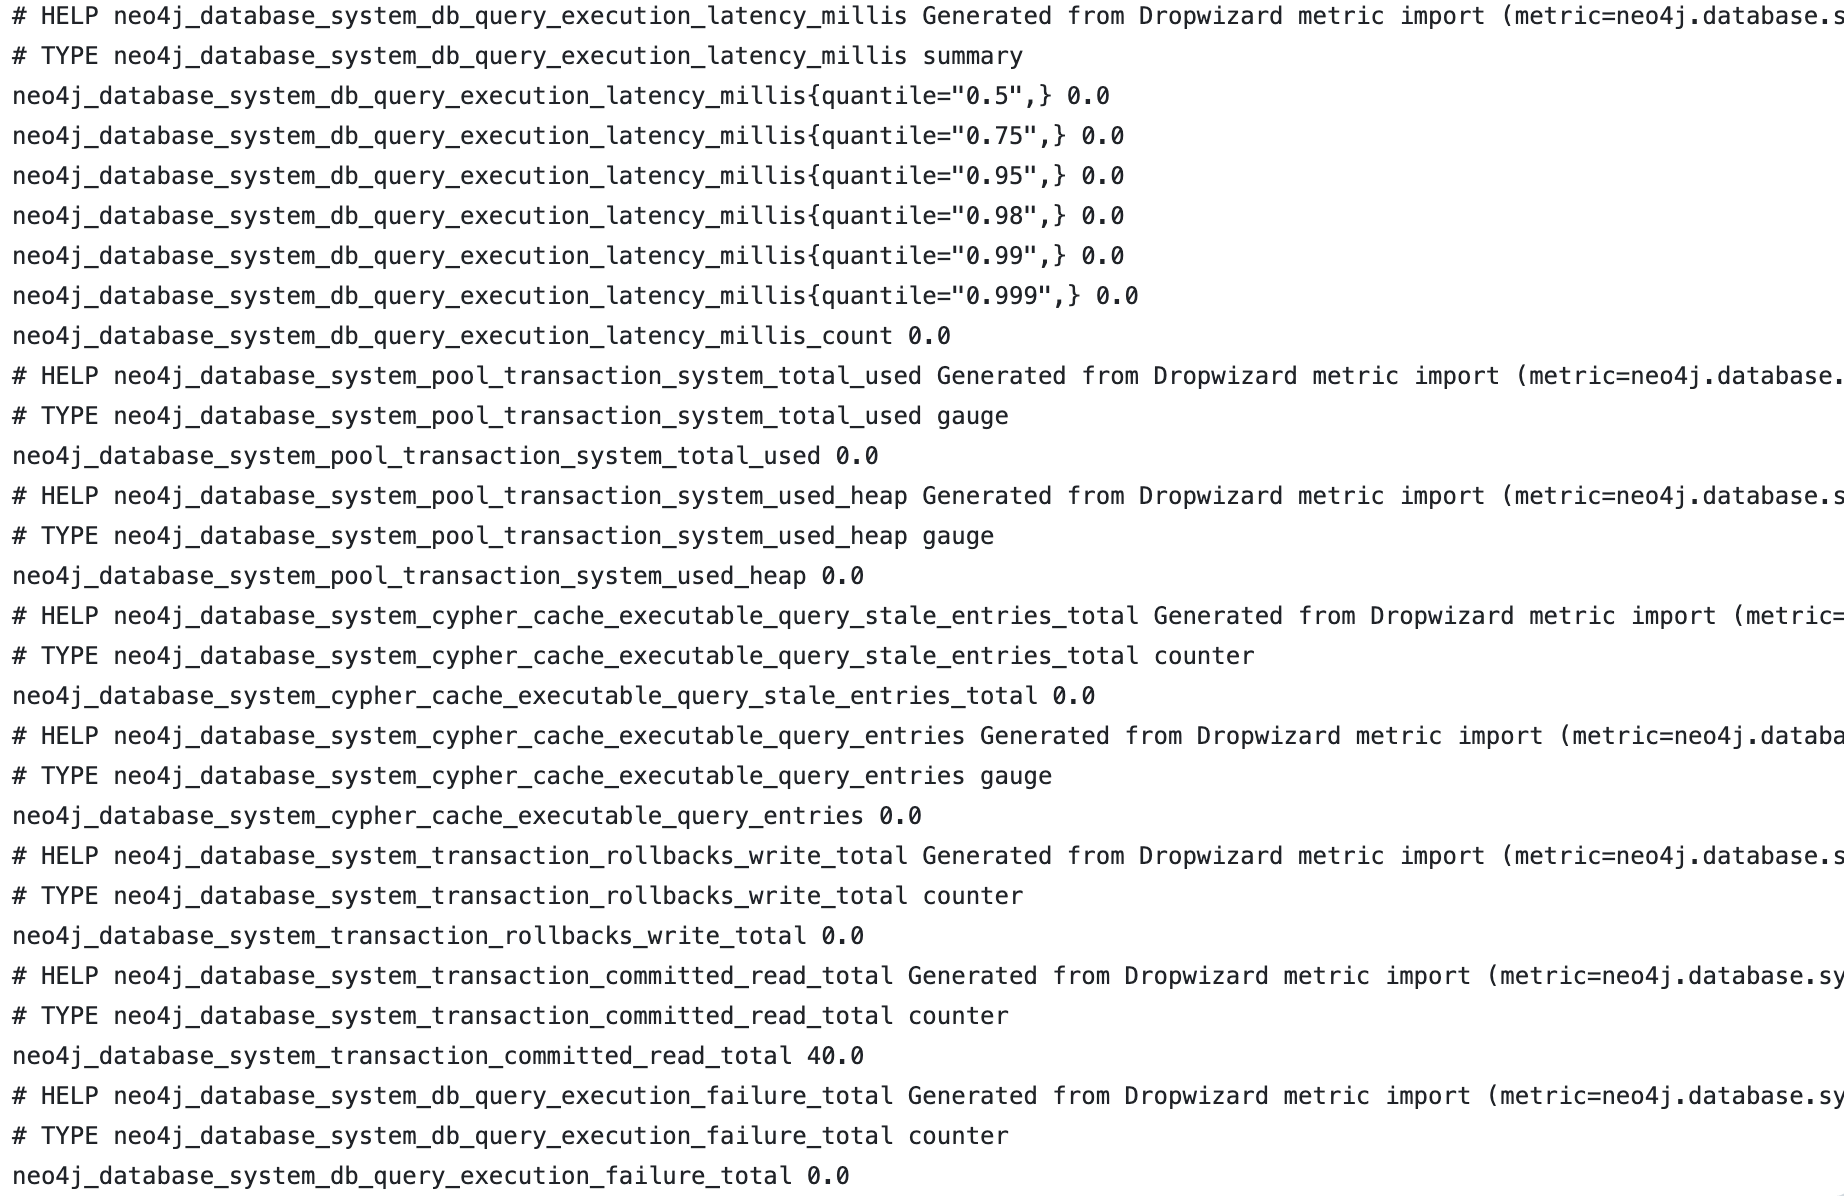 # HELP neo4j_database_system_db_query_execution_latency_millis Generated from Dropwizard metric import (metric=neo4j.database.s
# TYPE neo4j_database_system_db_query_execution_latency_millis summary
neo4j_database_system_db_query_execution_latency_millis{quantile="0.5",} 0.0
neo4j_database_system_db_query_execution_latency_millis{quantile="0.75",} 0.0
neo4j_database_system_db_query_execution_latency_millis{quantile="0.95",} 0.0
neo4j_database_system_db_query_execution_latency_millis{quantile="0.98",} 0.0
neo4j_database_system_db_query_execution_latency_millis{quantile="0.99",} 0.0
neo4j_database_system_db_query_execution_latency_millis{quantile="0.999",} 0.0
neo4j_database_system_db_query_execution_latency_millis_count 0.0
# HELP neo4j_database_system_pool_transaction_system_total_used Generated from Dropwizard metric import (metric=neo4j.database.
# TYPE neo4j_database_system_pool_transaction_system_total_used gauge
neo4j_database_system_pool_transaction_system_total_used 0.0
# HELP neo4j_database_system_pool_transaction_system_used_heap Generated from Dropwizard metric import (metric=neo4j.database.s
# TYPE neo4j_database_system_pool_transaction_system_used_heap gauge
neo4j_database_system_pool_transaction_system_used_heap 0.0
# HELP neo4j_database_system_cypher_cache_executable_query_stale_entries_total Generated from Dropwizard metric import (metric=
# TYPE neo4j_database_system_cypher_cache_executable_query_stale_entries_total counter
neo4j_database_system_cypher_cache_executable_query_stale_entries_total 0.0
# HELP neo4j_database_system_cypher_cache_executable_query_entries Generated from Dropwizard metric import (metric=neo4j.databa
# TYPE neo4j_database_system_cypher_cache_executable_query_entries gauge
neo4j_database_system_cypher_cache_executable_query_entries 0.0
# HELP neo4j_database_system_transaction_rollbacks_write_total Generated from Dropwizard metric import (metric=neo4j.database.s
# TYPE neo4j_database_system_transaction_rollbacks_write_total counter
neo4j_database_system_transaction_rollbacks_write_total 0.0
# HELP neo4j_database_system_transaction_committed_read_total Generated from Dropwizard metric import (metric=neo4j.database.sy
# TYPE neo4j_database_system_transaction_committed_read_total counter
neo4j_database_system_transaction_committed_read_total 40.0
# HELP neo4j_database_system_db_query_execution_failure_total Generated from Dropwizard metric import (metric=neo4j.database.sy
# TYPE neo4j_database_system_db_query_execution_failure_total counter
neo4j_database_system_db_query_execution_failure_total 0.0